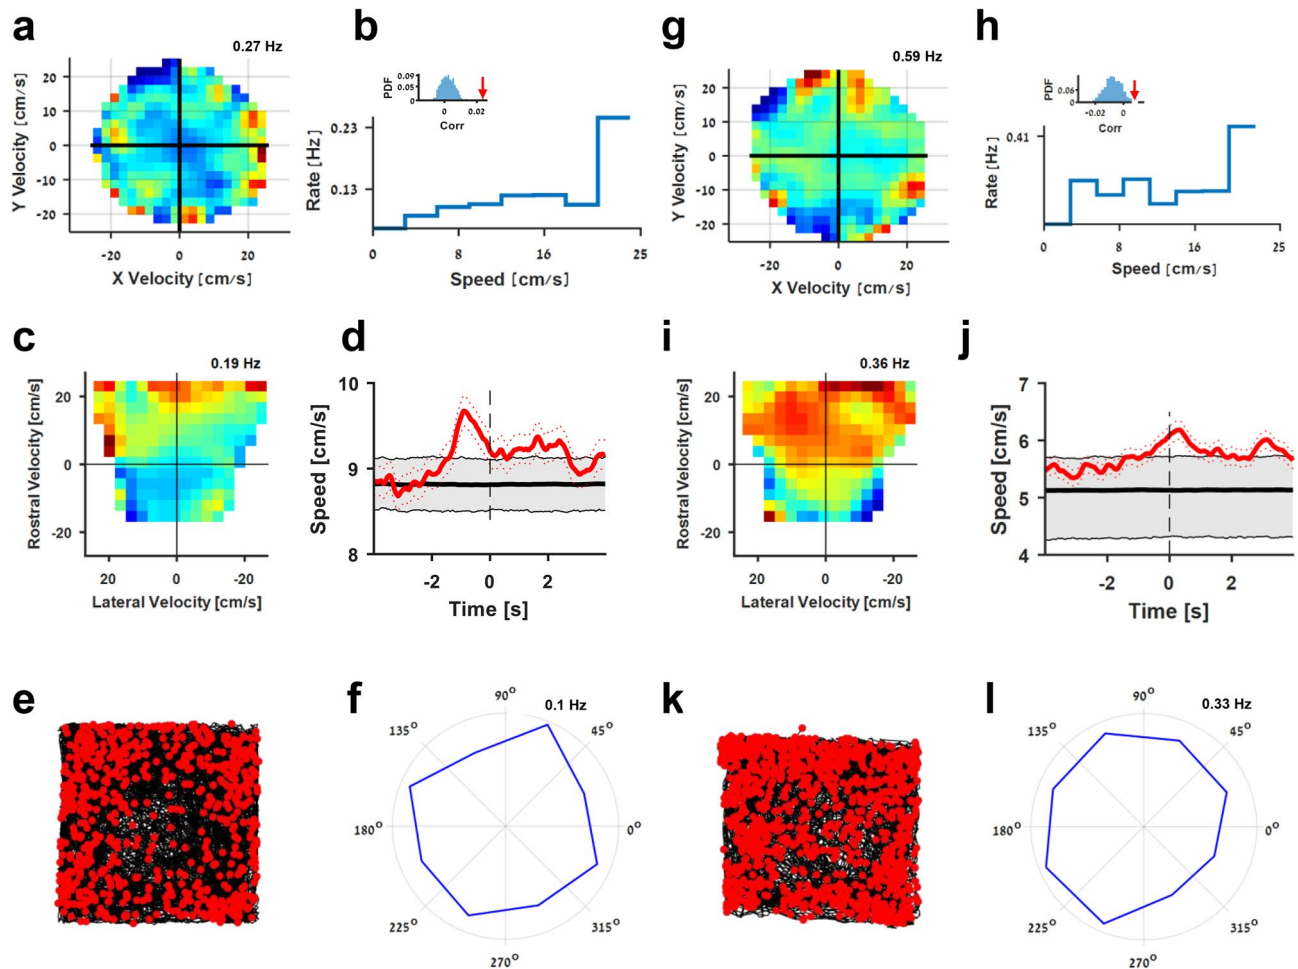 a
0.27 Hz
Y Velocity [cm/s]
20
10
0
-10
-20
-20
0
20
X Velocity [cm/s]
b
PDF
0.09
0.05
0
0
0.02
Corr
Rate [Hz]
0.23
0.13
0
8
16
25
Speed [cm/s]
g
0.59 Hz
Y Velocity [cm/s]
20
10
0
-10
-20
-20
0
20
X Velocity [cm/s]
h
PDF
0.06
0
-0.02
0
Corr
Rate [Hz]
0.41
0
8
16
25
Speed [cm/s]
c
0.19 Hz
Rostral Velocity [cm/s]
20
0
-20
20
0
-20
Lateral Velocity [cm/s]
d
Speed [cm/s]
10
9
8
-2
0
2
Time [s]
i
0.36 Hz
Rostral Velocity [cm/s]
20
0
-20
20
0
-20
Lateral Velocity [cm/s]
j
Speed [cm/s]
7
6
5
4
-2
0
2
Time [s]
e
f
0.1 Hz
90°
135°
45°
180°
0°
225°
315°
270°
k
l
0.33 Hz
90°
135°
45°
180°
0°
225°
315°
270°